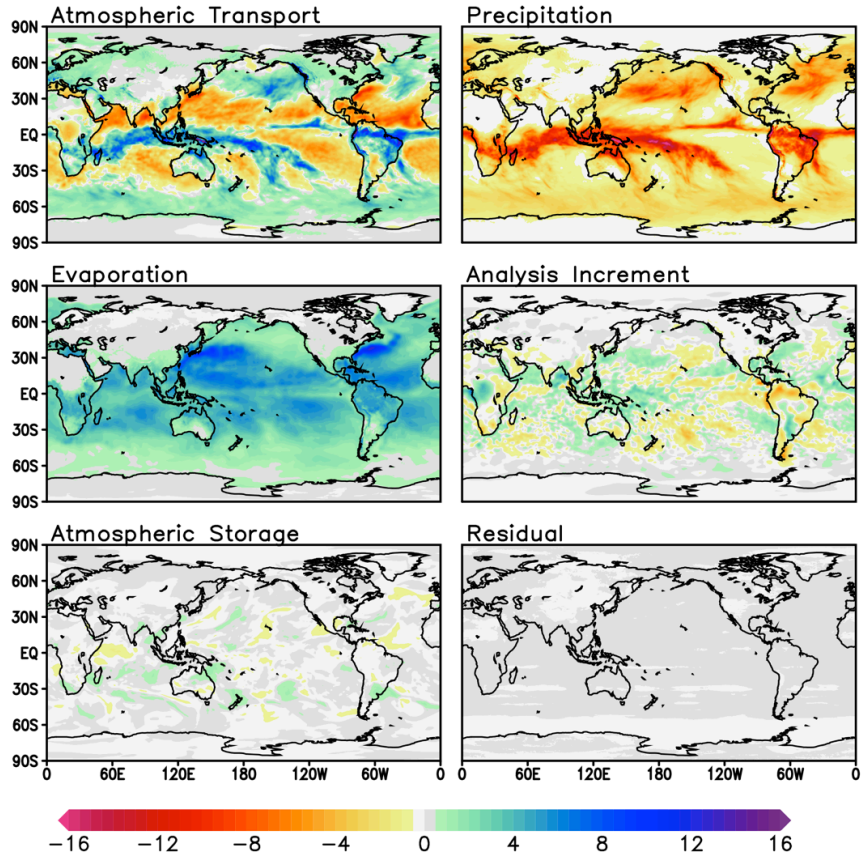 Atmospheric Transport
Precipitation
90N
60N
30N
EQ
30S
60S
90S
Evaporation
Analysis Increment
90N
60N
30N
EQ
30S
60S
90S
Atmospheric Storage
Residual
90N
60N
30N
EQ
30S
60S
90S
0 60E 120E 180 120W 60W 0
0 60E 120E 180 120W 60W 0
-16 -12 -8 -4 0 4 8 12 16